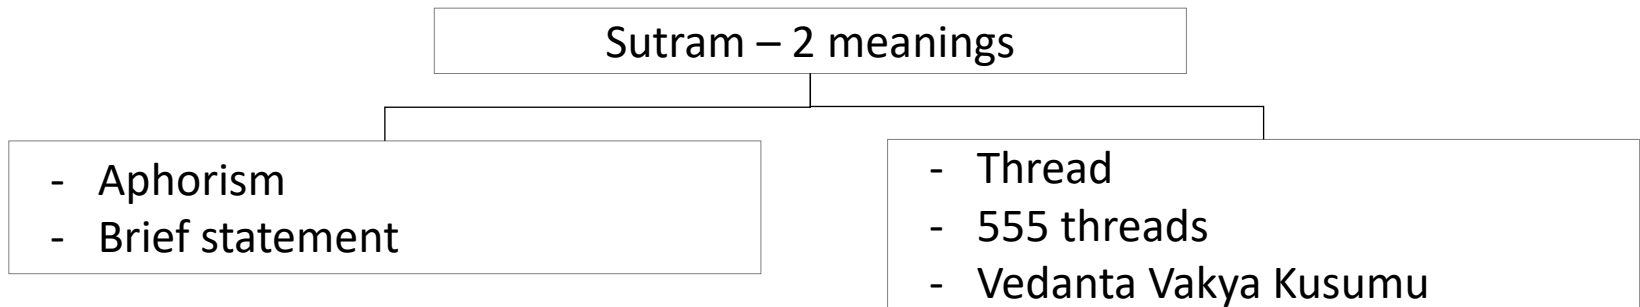 Sutram – 2 meanings
- Aphorism
- Brief statement
- Thread
- 555 threads
- Vedanta Vakya Kusumu